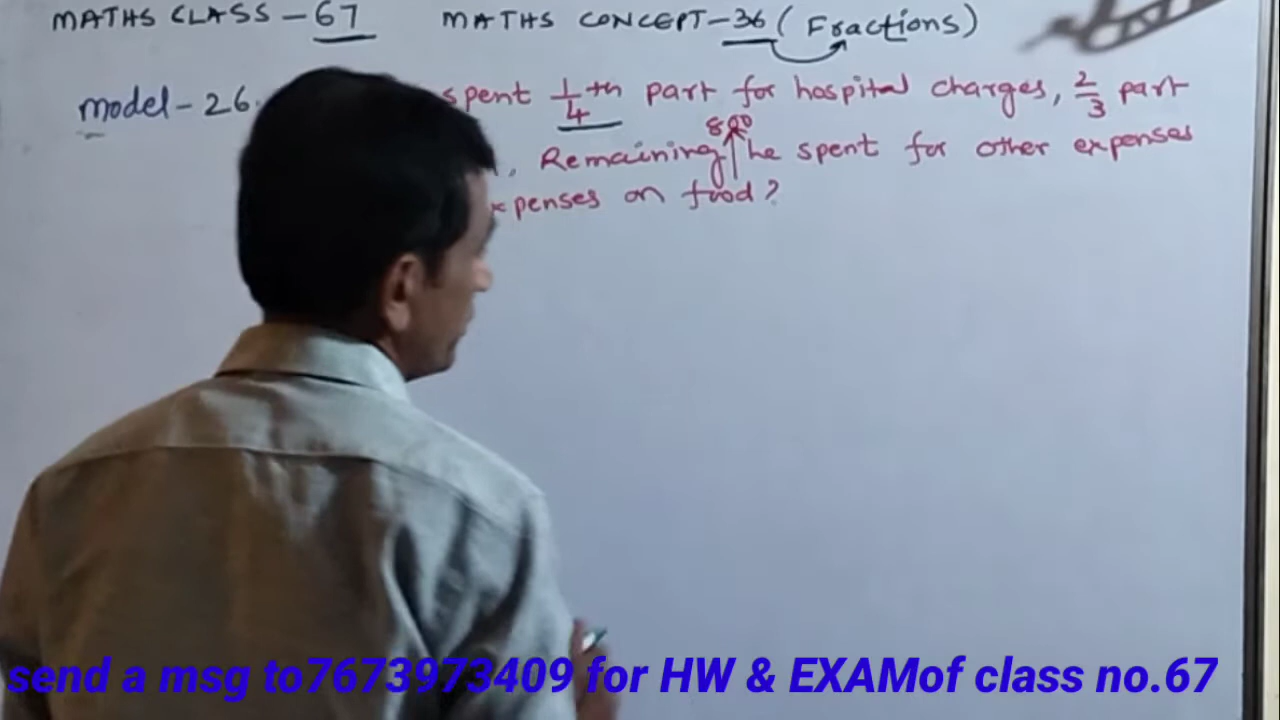 MATHS CLASS - 67 MATHS CONCEPT-36 (Fractions)
model-26. spent 1/4 th part for hospital charges, 2/3 part
800
. Remaining he spent for other expenses
xpenses on food?
send a msg to7673973409 for HW & EXAMof class no.67